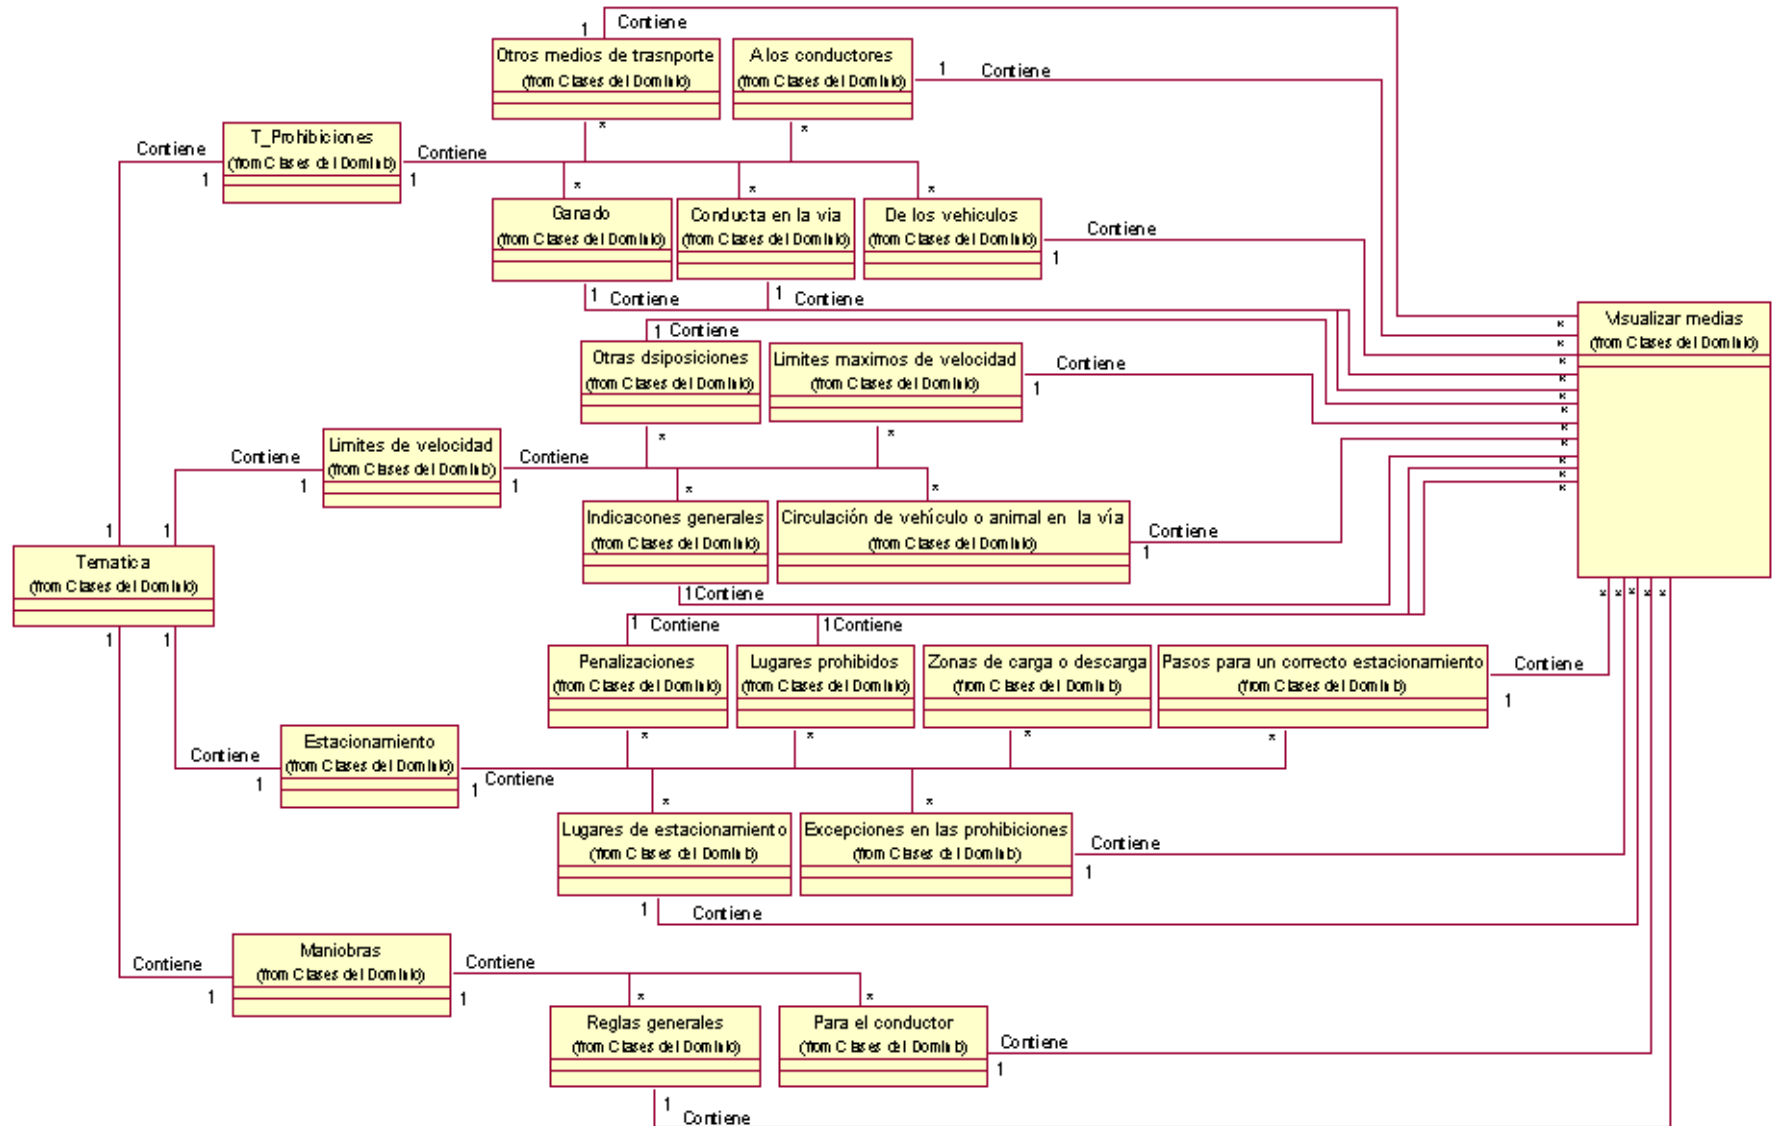 Contiene
1
Otros medios de trasnporte
(from Clases del Dominio)
*
A los conductores
(from Clases del Dominio)
*
1
Contiene
Contiene
1
T_Prohibiciones
(from Clases del Dominio)
1
Contiene
*
Ganado
(from Clases del Dominio)
*
Conducta en la via
(from Clases del Dominio)
*
De los vehiculos
(from Clases del Dominio)
Contiene
1
1
Contiene
1
Contiene
1
Contiene
Otras dsiposiciones
(from Clases del Dominio)
*
Limites maximos de velocidad
(from Clases del Dominio)
*
Contiene
1
Visualizar medias
(from Clases del Dominio)
*
*
*
*
*
*
*
*
*
*
*
Contiene
1
Limites de velocidad
(from Clases del Dominio)
Contiene
1
*
Indicacones generales
(from Clases del Dominio)
*
Circulación de vehículo o animal en la vía
(from Clases del Dominio)
Contiene
1
1
1
Tematica
(from Clases del Dominio)
1
1
1Contiene
1
Contiene
1Contiene
*
*
*
*
*
Penalizaciones
(from Clases del Dominio)
*
Lugares prohibidos
(from Clases del Dominio)
*
Zonas de carga o descarga
(from Clases del Dominio)
*
Pasos para un correcto estacionamiento
(from Clases del Dominio)
*
Contiene
1
Contiene
1
Estacionamiento
(from Clases del Dominio)
1
Contiene
*
Lugares de estacionamiento
(from Clases del Dominio)
*
Excepciones en las prohibiciones
(from Clases del Dominio)
Contiene
1
1
Contiene
Contiene
1
Maniobras
(from Clases del Dominio)
Contiene
1
*
Reglas generales
(from Clases del Dominio)
*
Para el conductor
(from Clases del Dominio)
Contiene
1
1
Contiene